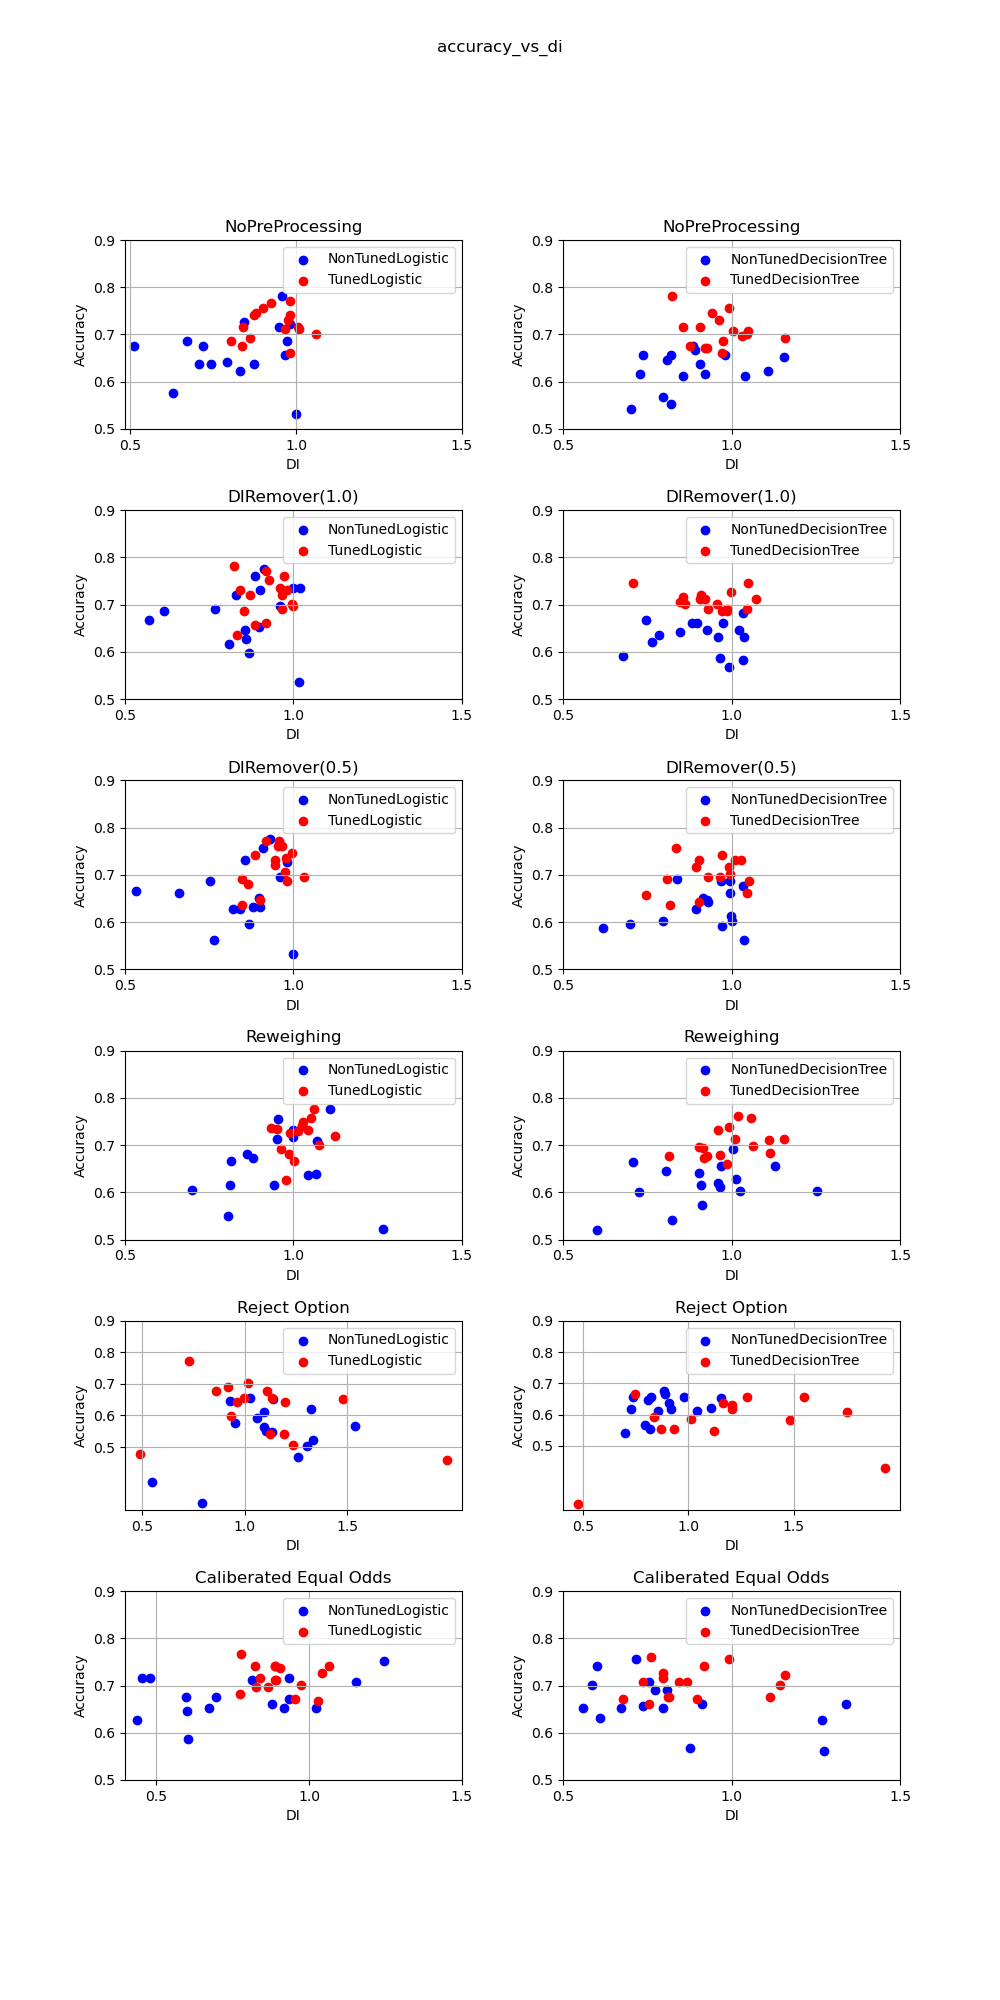 accuracy_vs_di
NoPreProcessing
NoPreProcessing
0.9
0.8
0.7
0.6
0.5
Accuracy
NonTunedLogistic
TunedLogistic
0.5 1.0 1.5
DI
0.9
0.8
0.7
0.6
0.5
Accuracy
NonTunedDecisionTree
TunedDecisionTree
0.5 1.0 1.5
DI
DIRemover(1.0)
DIRemover(1.0)
0.9
0.8
0.7
0.6
0.5
Accuracy
NonTunedLogistic
TunedLogistic
0.5 1.0 1.5
DI
0.9
0.8
0.7
0.6
0.5
Accuracy
NonTunedDecisionTree
TunedDecisionTree
0.5 1.0 1.5
DI
DIRemover(0.5)
DIRemover(0.5)
0.9
0.8
0.7
0.6
0.5
Accuracy
NonTunedLogistic
TunedLogistic
0.5 1.0 1.5
DI
0.9
0.8
0.7
0.6
0.5
Accuracy
NonTunedDecisionTree
TunedDecisionTree
0.5 1.0 1.5
DI
Reweighing
Reweighing
0.9
0.8
0.7
0.6
0.5
Accuracy
NonTunedLogistic
TunedLogistic
0.5 1.0 1.5
DI
0.9
0.8
0.7
0.6
0.5
Accuracy
NonTunedDecisionTree
TunedDecisionTree
0.5 1.0 1.5
DI
Reject Option
Reject Option
0.9
0.8
0.7
0.6
0.5
Accuracy
NonTunedLogistic
TunedLogistic
0.5 1.0 1.5
DI
0.9
0.8
0.7
0.6
0.5
Accuracy
NonTunedDecisionTree
TunedDecisionTree
0.5 1.0 1.5
DI
Caliberated Equal Odds
Caliberated Equal Odds
0.9
0.8
0.7
0.6
0.5
Accuracy
NonTunedLogistic
TunedLogistic
0.5 1.0 1.5
DI
0.9
0.8
0.7
0.6
0.5
Accuracy
NonTunedDecisionTree
TunedDecisionTree
0.5 1.0 1.5
DI